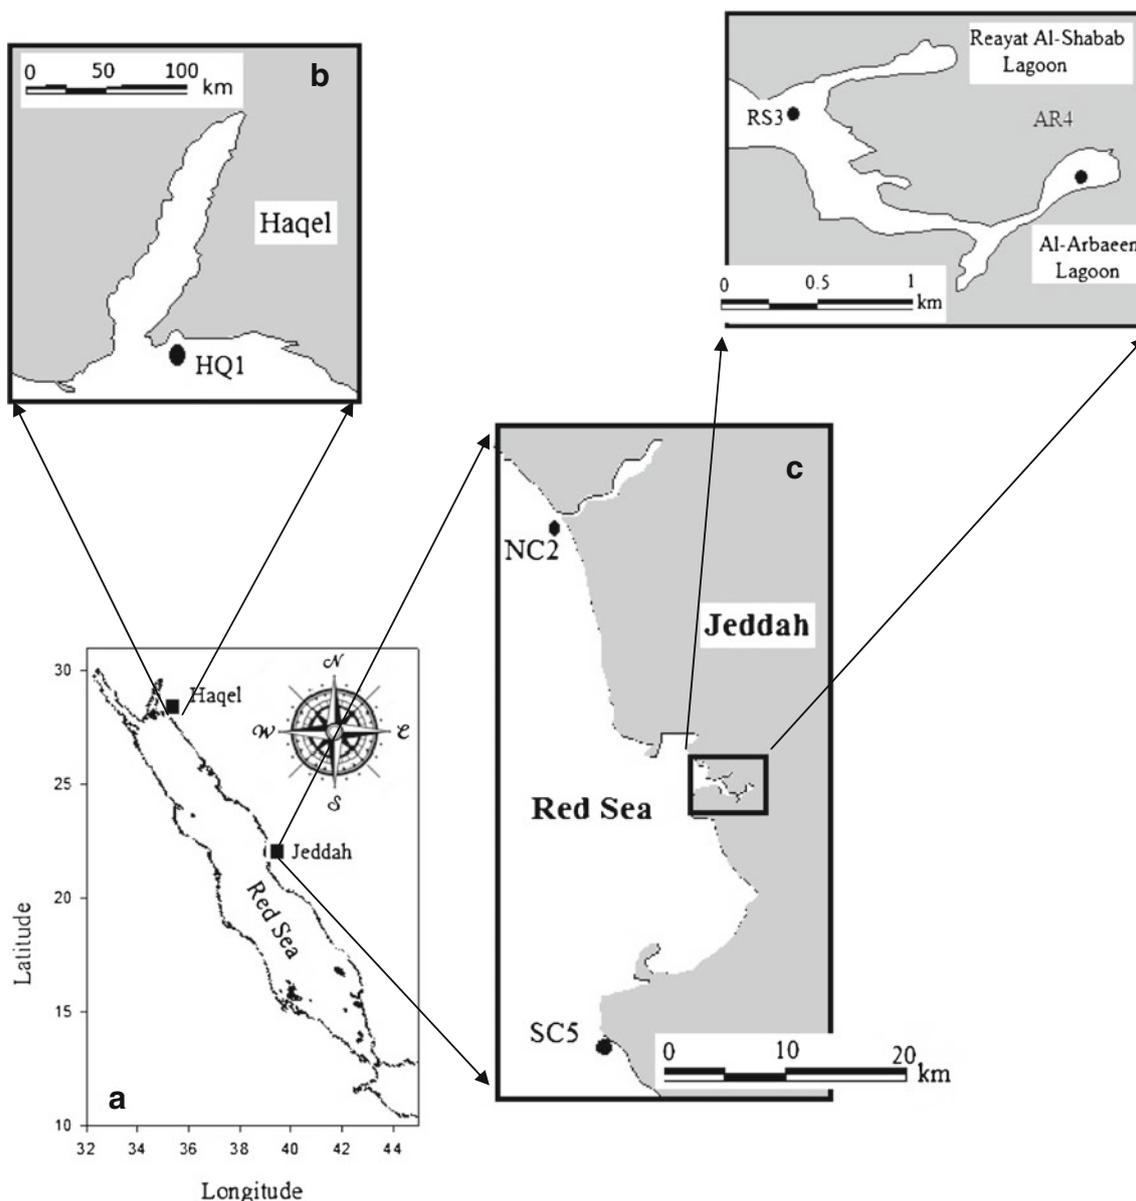 b
0 50 100
km
Haqel
HQ1
Reayat Al-Shabab
Lagoon
RS3
AR4
Al-Arbaeen
Lagoon
0 0.5 1
km
c
NC2
Jeddah
Red Sea
SC5
0 10 20
km
30
25
20
15
10
Latitude
Haqel
N
W
E
S
Jeddah
Red Sea
a
32 34 36 38 40 42 44
Longitude